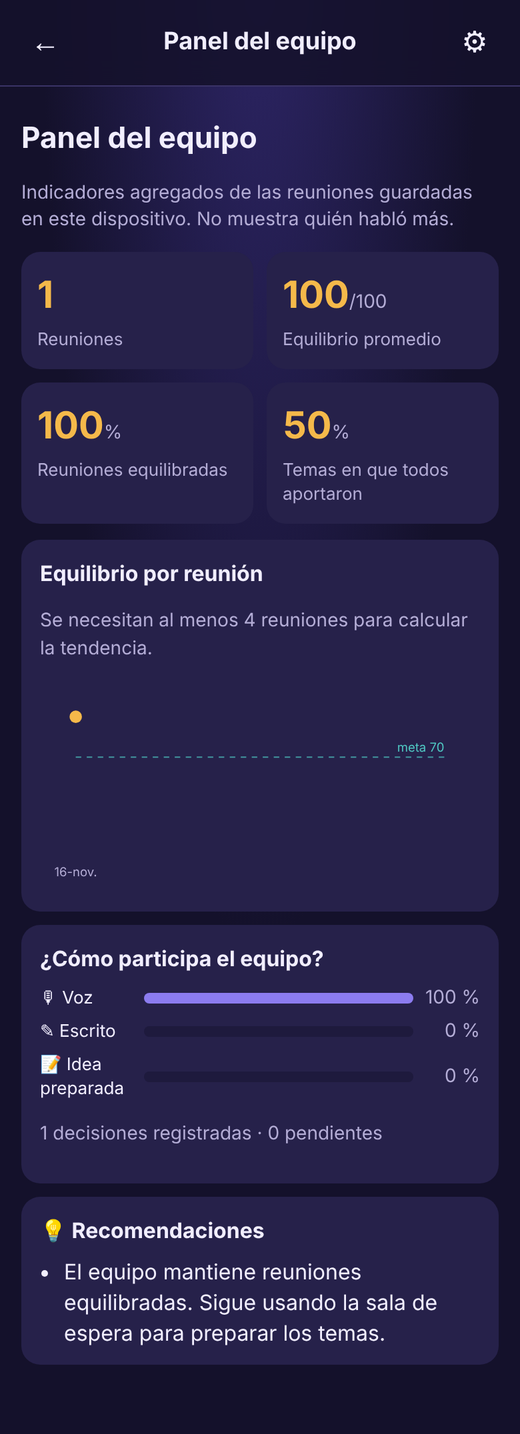 ← Panel del equipo ⚙
Panel del equipo
Indicadores agregados de las reuniones guardadas
en este dispositivo. No muestra quién habló más.
1
Reuniones
100/100
Equilibrio promedio
100%
Reuniones equilibradas
50%
Temas en que todos
aportaron
Equilibrio por reunión
Se necesitan al menos 4 reuniones para calcular
la tendencia.
meta 70
16-nov.
¿Cómo participa el equipo?
🎙 Voz 100 %
✎ Escrito 0 %
📝 Idea
preparada 0 %
1 decisiones registradas · 0 pendientes
💡 Recomendaciones
• El equipo mantiene reuniones
equilibradas. Sigue usando la sala de
espera para preparar los temas.